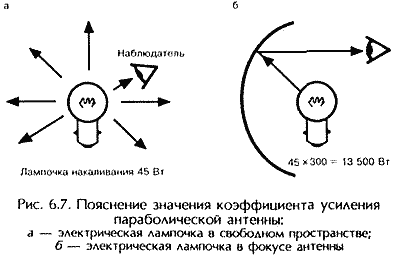 а
б
Наблюдатель
Лампочка накаливания 45 Вт
45 × 300 = 13 500 Вт
Рис. 6.7. Пояснение значения коэффициента усиления
параболической антенны:
а — электрическая лампочка в свободном пространстве;
б — электрическая лампочка в фокусе антенны